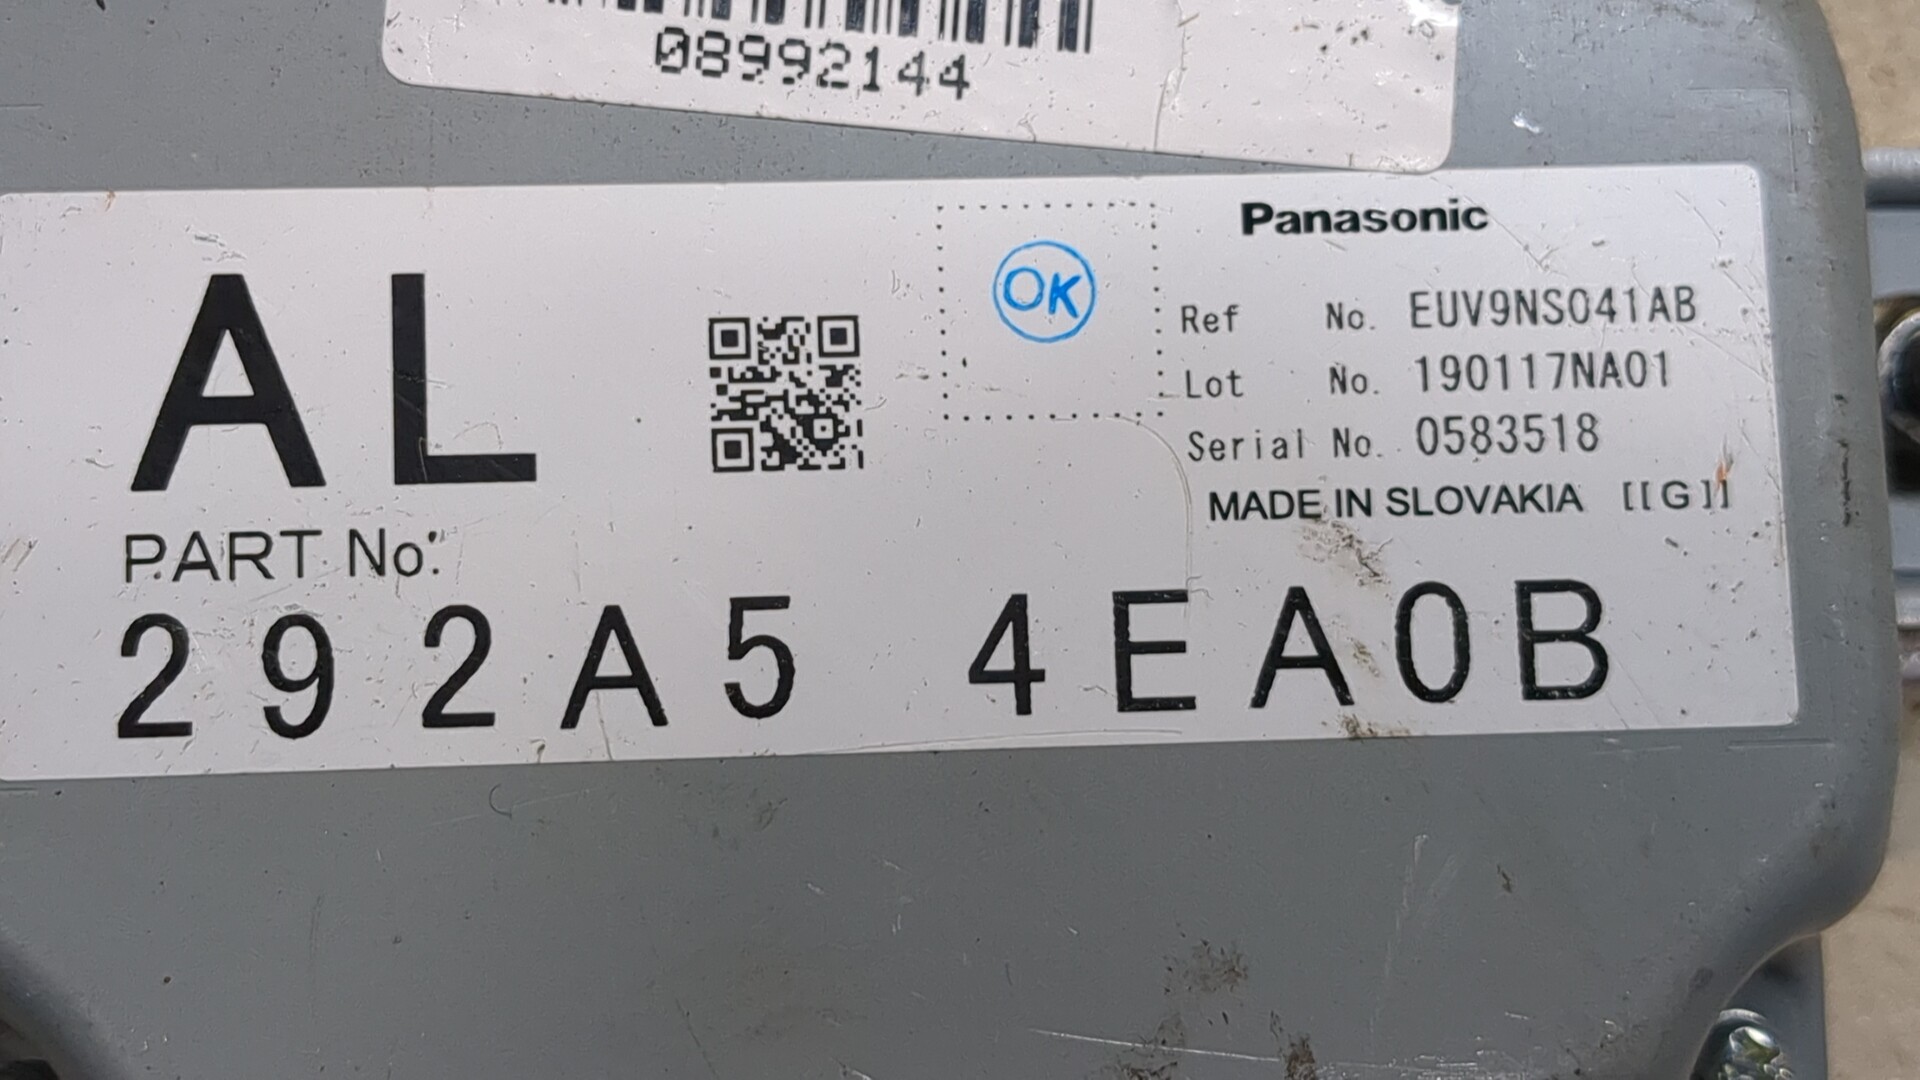 08992144
Panasonic
OK
AL
Ref No. EUV9NS041AB
Lot No. 190117NA01
Serial No. 0583518
MADE IN SLOVAKIA [[G]]
PART No:
292A5 4EA0B